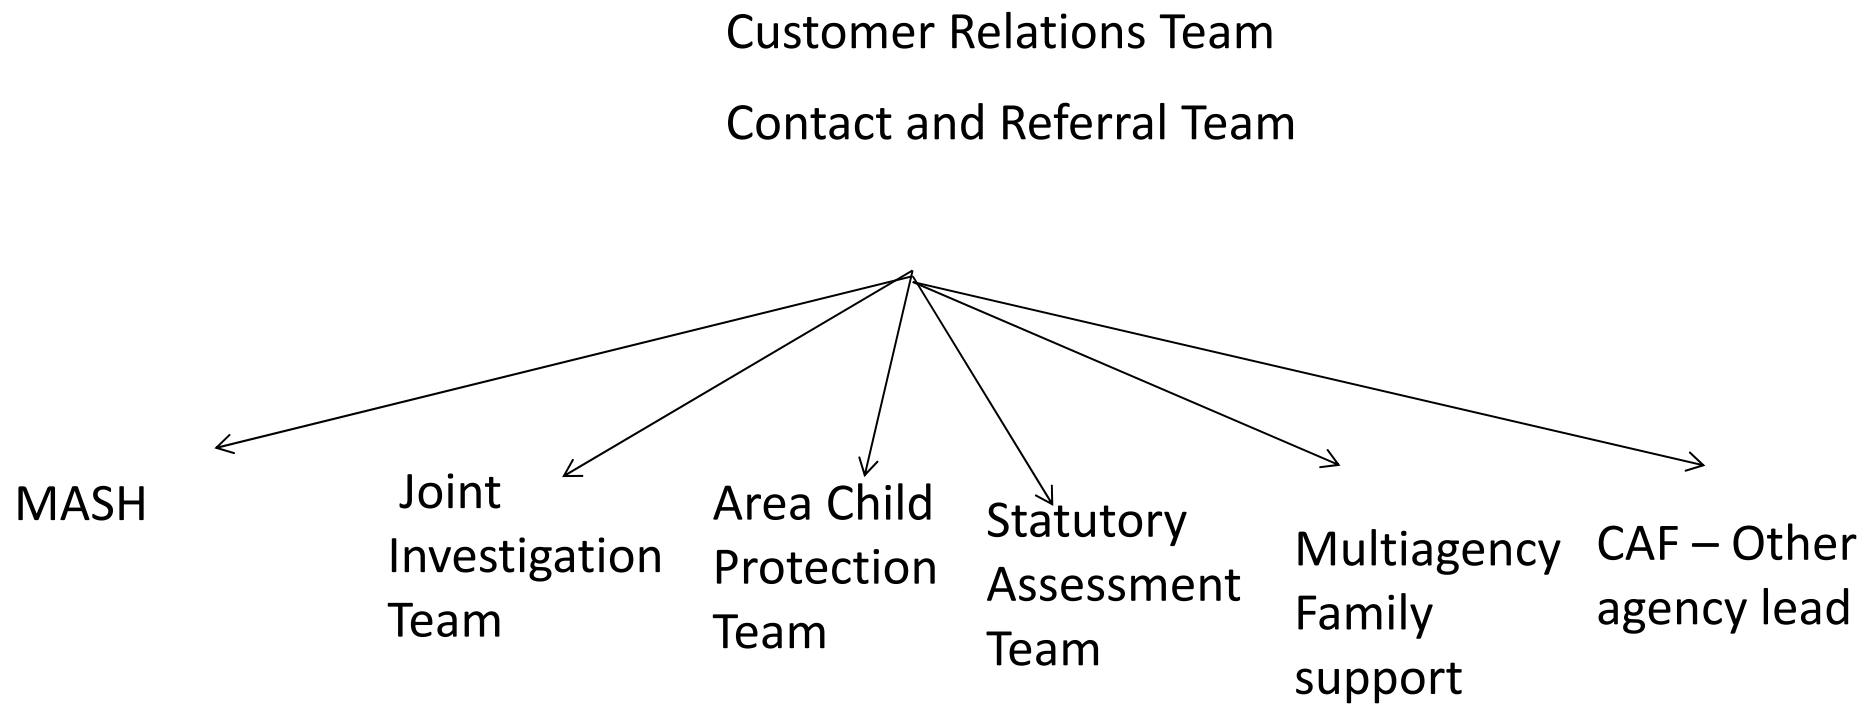 Customer Relations Team
Contact and Referral Team
MASH
Joint
Investigation
Team
Area Child
Protection
Team
Statutory
Assessment
Team
Multiagency
Family
support
CAF – Other
agency lead